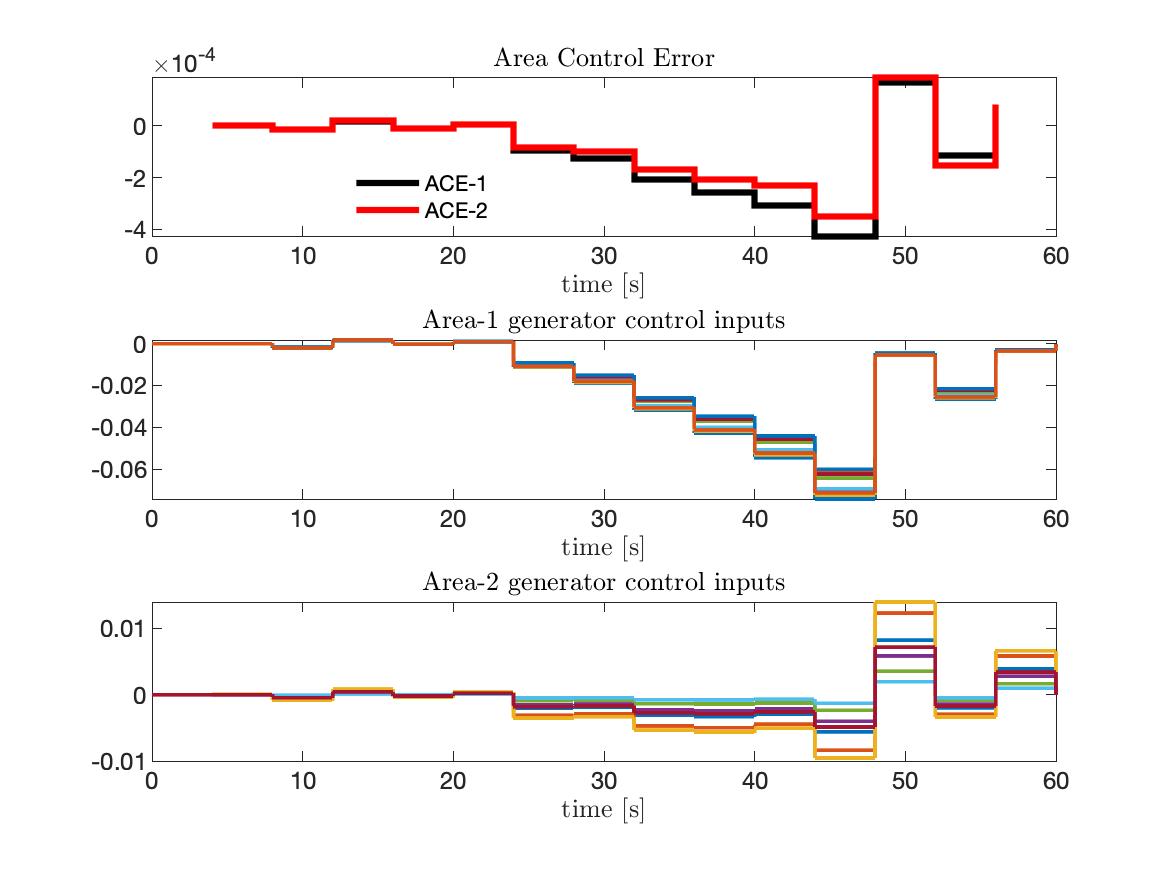 ×10-4
Area Control Error
0
-2
-4
ACE-1
ACE-2
0 10 20 30 40 50 60
time [s]
Area-1 generator control inputs
0
-0.02
-0.04
-0.06
0 10 20 30 40 50 60
time [s]
Area-2 generator control inputs
0.01
0
-0.01
0 10 20 30 40 50 60
time [s]